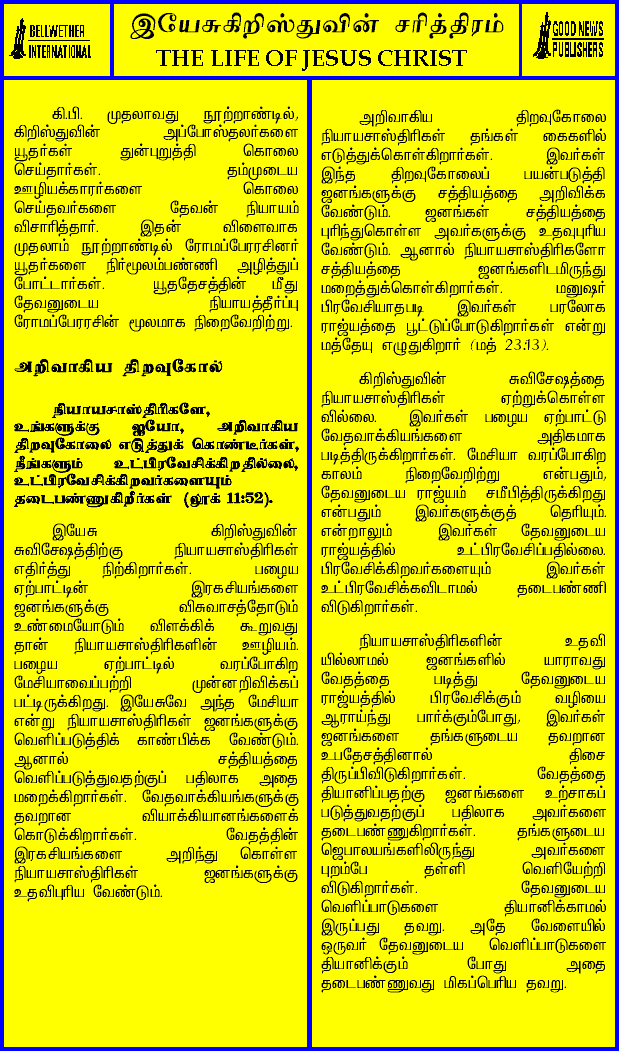 BELLWETHER
INTERNATIONAL
இயேசுகிறிஸ்துவின் சரித்திரம்
THE LIFE OF JESUS CHRIST
GOOD NEWS
PUBLISHERS
கி.பி. முதலாவது நூற்றாண்டில்,
கிறிஸ்துவின் அப்போஸ்தலர்களை
யூதர்கள் துன்புறுத்தி கொலை
செய்தார்கள். தம்முடைய
ஊழியக்காரர்களை கொலை
செய்தவர்களை தேவன் நியாயம்
விசாரித்தார். இதன் விளைவாக
முதலாம் நூற்றாண்டில் ரோமப்பேரரசினர்
யூதர்களை நிர்மூலம்பண்ணி அழித்துப்
போட்டார்கள். யூததேசத்தின் மீது
தேவனுடைய நியாயத்தீர்ப்பு
ரோமப்பேரரசின் மூலமாக நிறைவேறிற்று.
அறிவாகிய திறவுகோல்
நியாயசாஸ்திரிகளே,
உங்களுக்கு ஐயோ, அறிவாகிய
திறவுகோலை எடுத்துக் கொண்டீர்கள்,
நீங்களும் உட்பிரவேசிக்கிறதில்லை,
உட்பிரவேசிக்கிறவர்களையும்
தடைபண்ணுகிறீர்கள் (லூக் 11:52).
இயேசு கிறிஸ்துவின்
சுவிசேஷத்திற்கு நியாயசாஸ்திரிகள்
எதிர்த்து நிற்கிறார்கள். பழைய
ஏற்பாட்டின் இரகசியங்களை
ஜனங்களுக்கு விசுவாசத்தோடும்
உண்மையோடும் விளக்கிக் கூறுவது
தான் நியாயசாஸ்திரிகளின் ஊழியம்.
பழைய ஏற்பாட்டில் வரப்போகிற
மேசியாவைப்பற்றி முன்னறிவிக்கப்
பட்டிருக்கிறது. இயேசுவே அந்த மேசியா
என்று நியாயசாஸ்திரிகள் ஜனங்களுக்கு
வெளிப்படுத்திக் காண்பிக்க வேண்டும்.
ஆனால் சத்தியத்தை
வெளிப்படுத்துவதற்குப் பதிலாக அதை
மறைக்கிறார்கள். வேதவாக்கியங்களுக்கு
தவறான வியாக்கியானங்களைக்
கொடுக்கிறார்கள். வேதத்தின்
இரகசியங்களை அறிந்து கொள்ள
நியாயசாஸ்திரிகள் ஜனங்களுக்கு
உதவிபுரிய வேண்டும்.
அறிவாகிய திறவுகோலை
நியாயசாஸ்திரிகள் தங்கள் கைகளில்
எடுத்துக்கொள்கிறார்கள். இவர்கள்
இந்த திறவுகோலைப் பயன்படுத்தி
ஜனங்களுக்கு சத்தியத்தை அறிவிக்க
வேண்டும். ஜனங்கள் சத்தியத்தை
புரிந்துகொள்ள அவர்களுக்கு உதவுபுரிய
வேண்டும். ஆனால் நியாயசாஸ்திரிகளோ
சத்தியத்தை ஜனங்களிடமிருந்து
மறைத்துக்கொள்கிறார்கள். மனுஷர்
பிரவேசியாதபடி இவர்கள் பரலோக
ராஜ்யத்தை பூட்டுப்போடுகிறார்கள் என்று
மத்தேயு எழுதுகிறார் (மத் 23:13).
கிறிஸ்துவின் சுவிசேஷத்தை
நியாயசாஸ்திரிகள் ஏற்றுக்கொள்ள
வில்லை. இவர்கள் பழைய ஏற்பாட்டு
வேதவாக்கியங்களை அதிகமாக
படித்திருக்கிறார்கள். மேசியா வரப்போகிற
காலம் நிறைவேறிற்று என்பதும்,
தேவனுடைய ராஜ்யம் சமீபித்திருக்கிறது
என்பதும் இவர்களுக்குத் தெரியும்.
என்றாலும் இவர்கள் தேவனுடைய
ராஜ்யத்தில் உட்பிரவேசிப்பதில்லை.
பிரவேசிக்கிறவர்களையும் இவர்கள்
உட்பிரவேசிக்கவிடாமல் தடைபண்ணி
விடுகிறார்கள்.
நியாயசாஸ்திரிகளின் உதவி
யில்லாமல் ஜனங்களில் யாராவது
வேதத்தை படித்து தேவனுடைய
ராஜ்யத்தில் பிரவேசிக்கும் வழியை
ஆராய்ந்து பார்க்கும்போது, இவர்கள்
ஜனங்களை தங்களுடைய தவறான
உபதேசத்தினால் திசை
திருப்பிவிடுகிறார்கள். வேதத்தை
தியானிப்பதற்கு ஜனங்களை உற்சாகப்
படுத்துவதற்குப் பதிலாக அவர்களை
தடைபண்ணுகிறார்கள். தங்களுடைய
ஜெபாலயங்களிலிருந்து அவர்களை
புறம்பே தள்ளி வெளியேற்றி
விடுகிறார்கள். தேவனுடைய
வெளிப்பாடுகளை தியானிக்காமல்
இருப்பது தவறு. அதே வேளையில்
ஒருவர் தேவனுடைய வெளிப்பாடுகளை
தியானிக்கும் போது அதை
தடைபண்ணுவது மிகப்பெரிய தவறு.